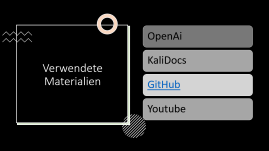 Verwendete
Materialien
OpenAi
KaliDocs
GitHub
Youtube